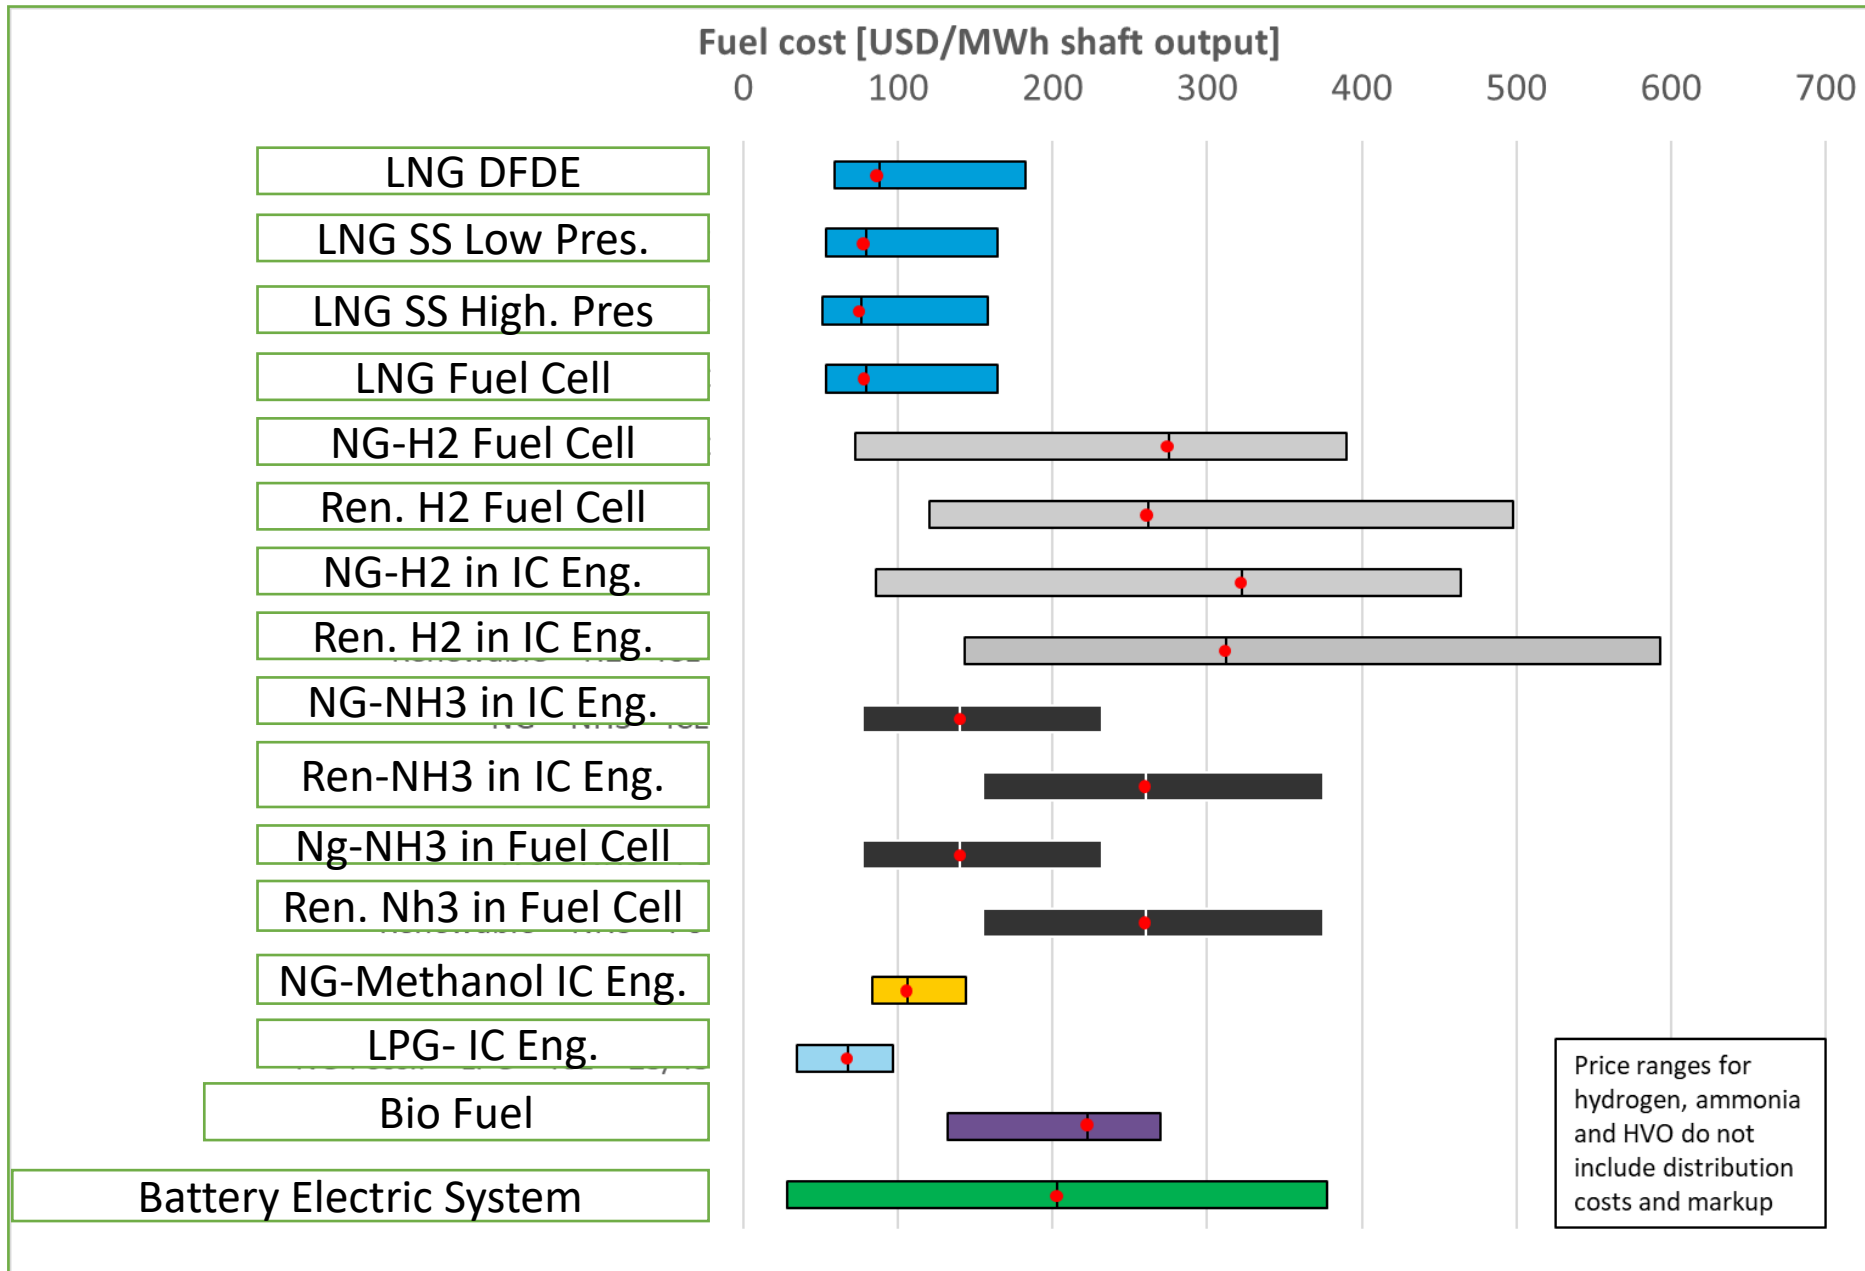 Fuel cost [USD/MWh shaft output]
0 100 200 300 400 500 600 700
LNG DFDE
LNG SS Low Pres.
LNG SS High. Pres
LNG Fuel Cell
NG-H2 Fuel Cell
Ren. H2 Fuel Cell
NG-H2 in IC Eng.
Ren. H2 in IC Eng.
NG-NH3 in IC Eng.
Ren-NH3 in IC Eng.
Ng-NH3 in Fuel Cell
Ren. Nh3 in Fuel Cell
NG-Methanol IC Eng.
LPG- IC Eng.
Bio Fuel
Battery Electric System
Price ranges for
hydrogen, ammonia
and HVO do not
include distribution
costs and markup